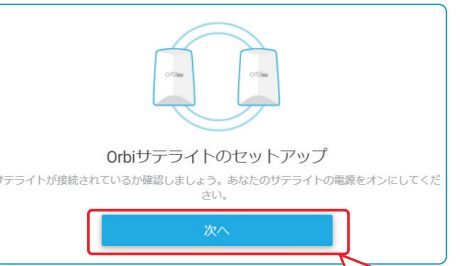 orbi
orbi
Orbiサテライトのセットアップ
サテライトが接続されているか確認しましょう。あなたのサテライトの電源をオンにしてくだ
さい。
次へ